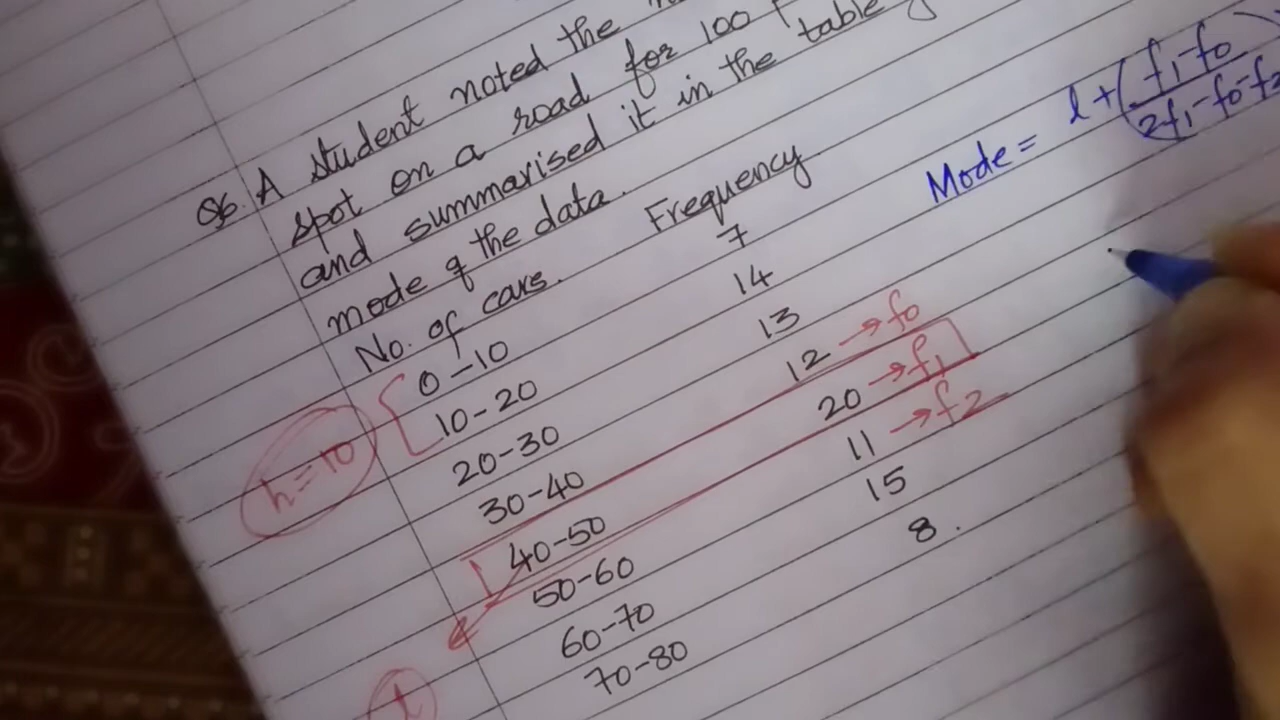 Q6. A student noted the
spot on a road for 100
and summarised it in the table
mode of the data.
No. of cars. Frequency
0-10 7
10-20 14
20-30 13
30-40 12 → f0
40-50 20 → f1
50-60 11 → f2
60-70 15
70-80 8.
h=10
l
Mode = l + (f1-f0
2f1-f0-f2